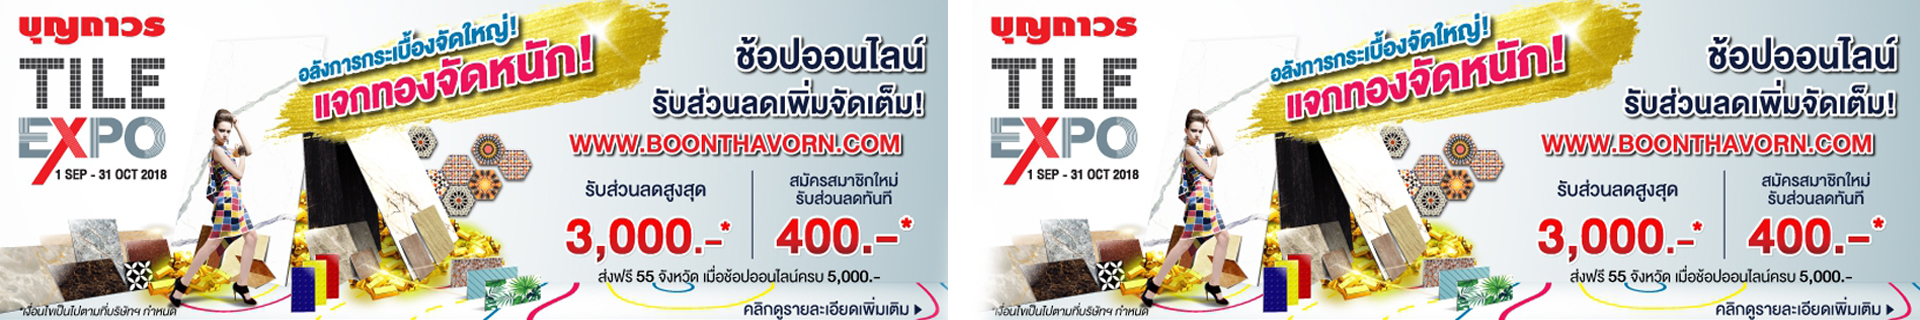 บุญถาวร
TILE
EXPO
1 SEP - 31 OCT 2018
อลังการกระเบื้องจัดใหญ่!
แจกทองจัดหนัก!
ช้อปออนไลน์
รับส่วนลดเพิ่มจัดเต็ม!
WWW.BOONTHAVORN.COM
รับส่วนลดสูงสุด
3,000.-*
สมัครสมาชิกใหม่
รับส่วนลดทันที
400.-*
ส่งฟรี 55 จังหวัด เมื่อช้อปออนไลน์ครบ 5,000.-
*เงื่อนไขเป็นไปตามที่บริษัทฯ กำหนด
คลิกดูรายละเอียดเพิ่มเติม
บุญถาวร
TILE
EXPO
1 SEP - 31 OCT 2018
อลังการกระเบื้องจัดใหญ่!
แจกทองจัดหนัก!
ช้อปออนไลน์
รับส่วนลดเพิ่มจัดเต็ม!
WWW.BOONTHAVORN.COM
รับส่วนลดสูงสุด
3,000.-*
สมัครสมาชิกใหม่
รับส่วนลดทันที
400.-*
ส่งฟรี 55 จังหวัด เมื่อช้อปออนไลน์ครบ 5,000.-
*เงื่อนไขเป็นไปตามที่บริษัทฯ กำหนด
คลิกดูรายละเอียดเพิ่มเติม